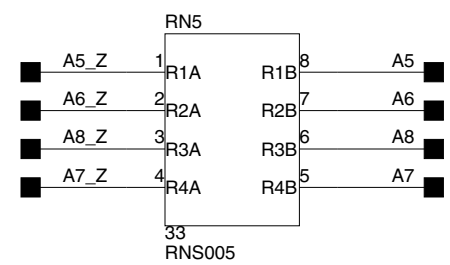 RN5
A5_Z 1 R1A R1B 8 A5
A6_Z 2 R2A R2B 7 A6
A8_Z 3 R3A R3B 6 A8
A7_Z 4 R4A R4B 5 A7
33
RNS005